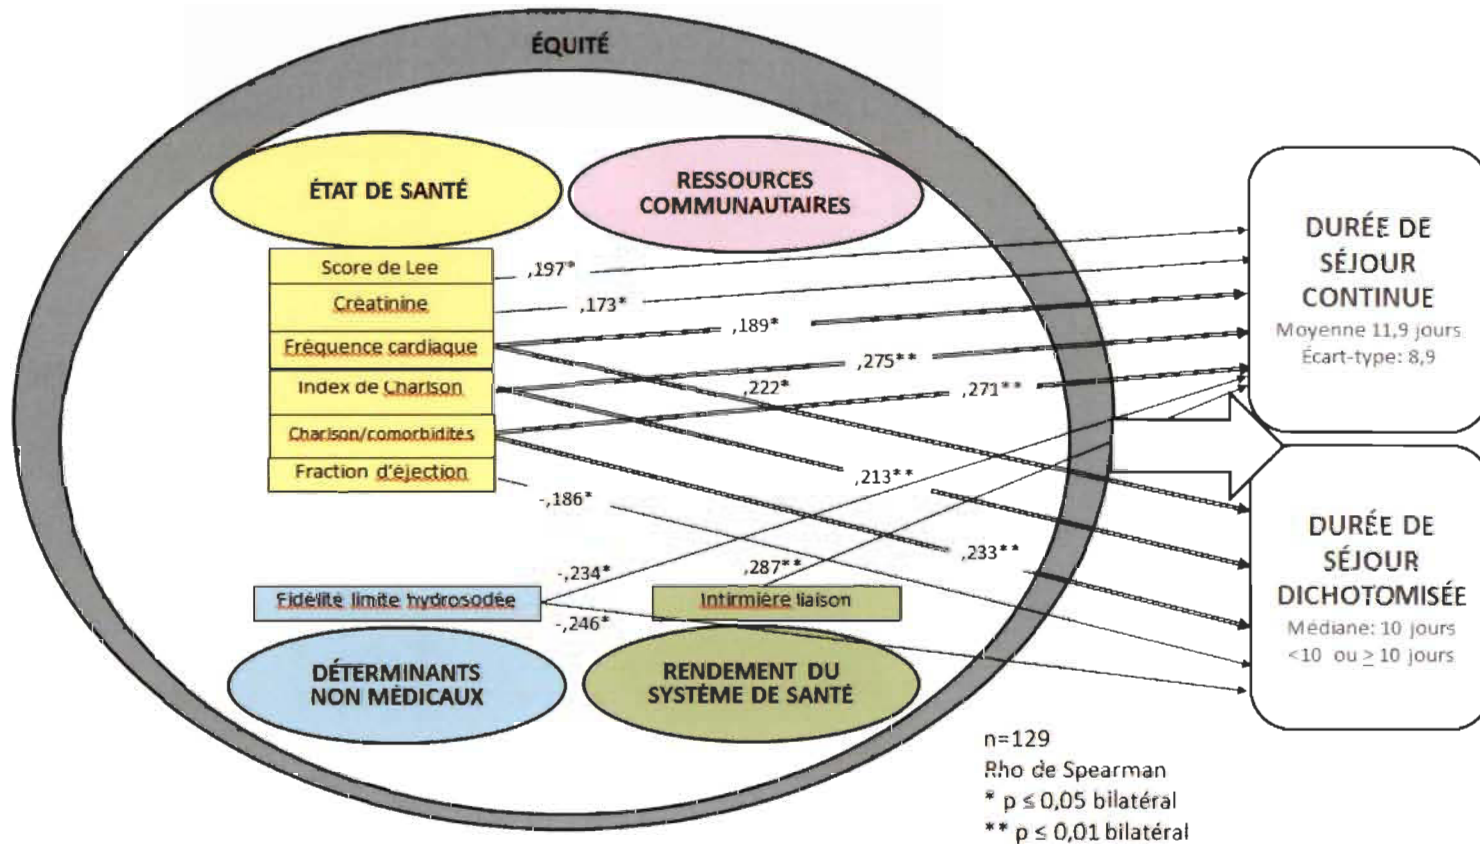 ÉQUITÉ
ÉTAT DE SANTÉ
RESSOURCES
COMMUNAUTAIRES
Score de Lee
Créatinine
Fréquence cardiaque
Index de Charlson
Charlson/comorbidités
Fraction d'éjection
,197*
,173*
,189*
,275**
,222*
,271**
,213**
-,186*
,233**
-,234*
,287**
-,246*
Fidélité limite hydrosodée
Infirmière liaison
DÉTERMINANTS
NON MÉDICAUX
RENDEMENT DU
SYSTÈME DE SANTÉ
DURÉE DE
SÉJOUR
CONTINUE
Moyenne 11,9 jours
Écart-type: 8,9
DURÉE DE
SÉJOUR
DICHOTOMISÉE
Médiane: 10 jours
<10 ou ≥ 10 jours
n=129
Rho de Spearman
* p ≤ 0,05 bilatéral
** p ≤ 0,01 bilatéral